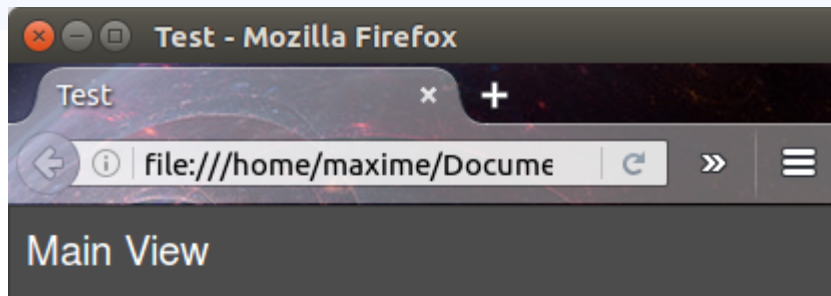 Test - Mozilla Firefox
Test
file:///home/maxime/Docume
Main View